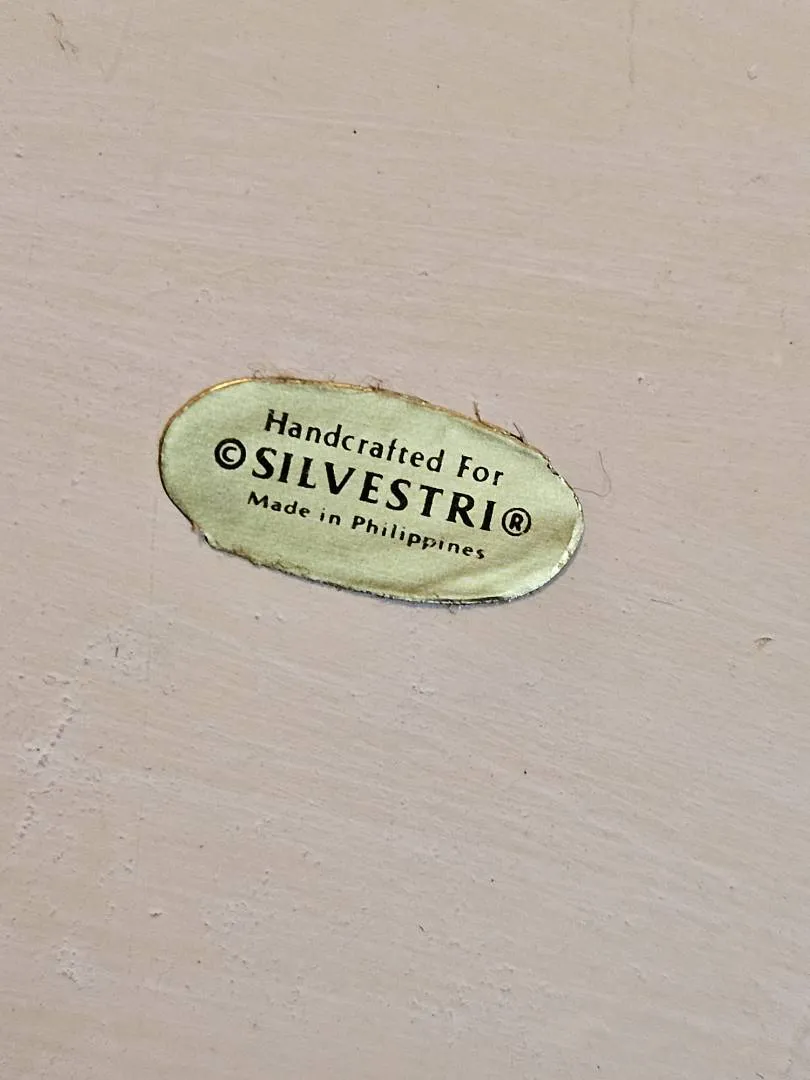 Handcrafted For
©SILVESTRI®
Made in Philippines